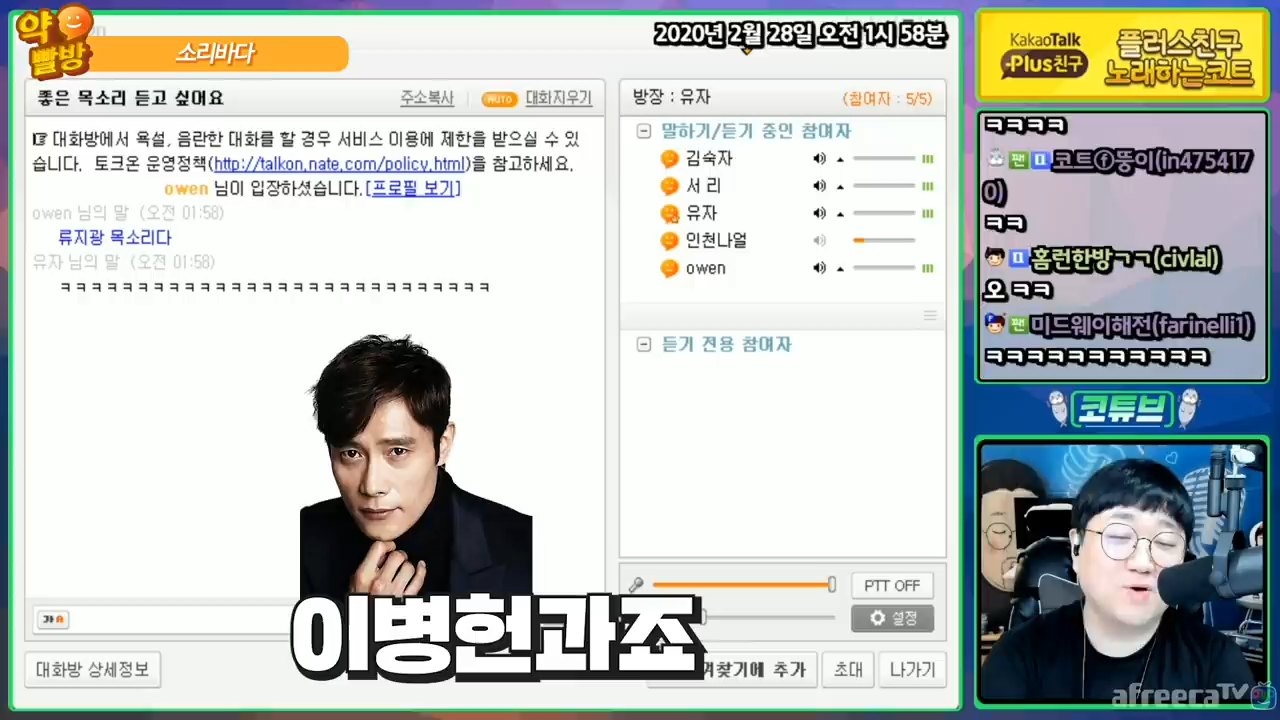 약빨방
소리바다
2020년 2월 28일 오전 1시 58분
좋은 목소리 듣고 싶어요
주소복사
AUTO
대화지우기
☞ 대화방에서 욕설, 음란한 대화를 할 경우 서비스 이용에 제한을 받으실 수 있
습니다. 토크온 운영정책(http://talkon.nate.com/policy.html)을 참고하세요.
owen 님이 입장하셨습니다.[프로필 보기]
owen 님의 말 (오전 01:58)
류지광 목소리다
유자 님의 말 (오전 01:58)
ㅋㅋㅋㅋㅋㅋㅋㅋㅋㅋㅋㅋㅋㅋㅋㅋㅋㅋㅋㅋㅋㅋㅋㅋㅋㅋㅋㅋ
이병헌과죠
가
대화방 상세정보
방장 : 유자
(참여자 : 5/5)
말하기/듣기 중인 참여자
김숙자
서 리
유자
인천나얼
owen
듣기 전용 참여자
PTT OFF
설정
겨찾기에 추가
초대
나가기
KakaoTalk
Plus친구
플러스친구
노래하는코트
ㅋㅋㅋㅋ
팬 코트ⓕ뚱이(in475417
0)
ㅋㅋ
홈런한방ㄱㄱ(civlal)
오 ㅋㅋ
팬 미드웨이해전(farinelli1)
ㅋㅋㅋㅋㅋㅋㅋㅋㅋㅋㅋ
코튜브
afreecaTV